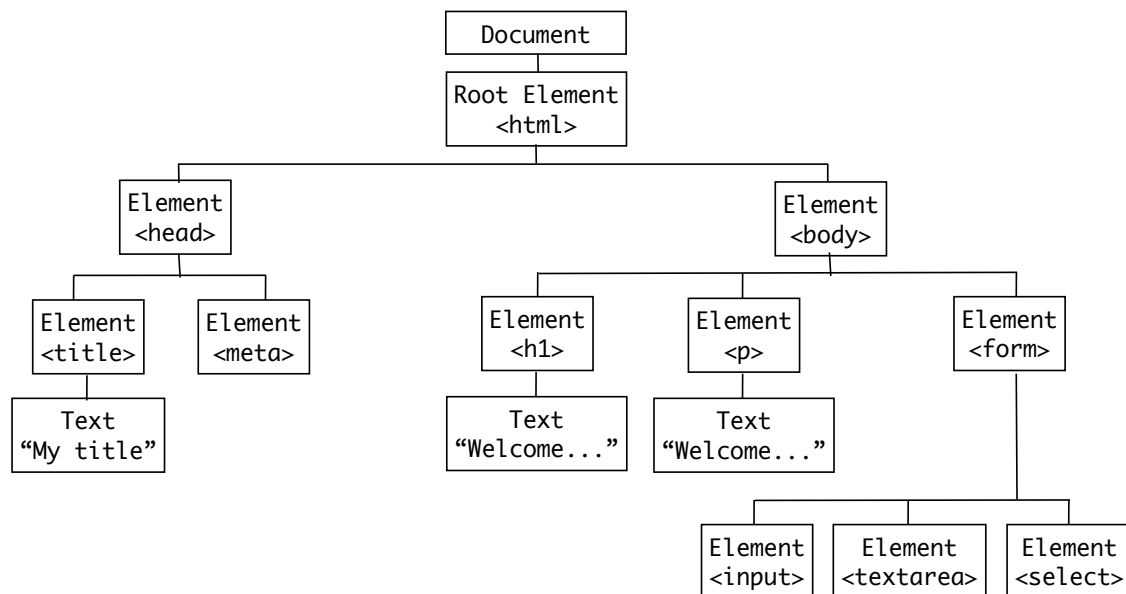 Document
Root Element
<html>
Element
<head>
Element
<body>
Element
<title>
Element
<meta>
Element
<h1>
Element
<p>
Element
<form>
Text
“My title”
Text
“Welcome...”
Text
“Welcome...”
Element
<input>
Element
<textarea>
Element
<select>